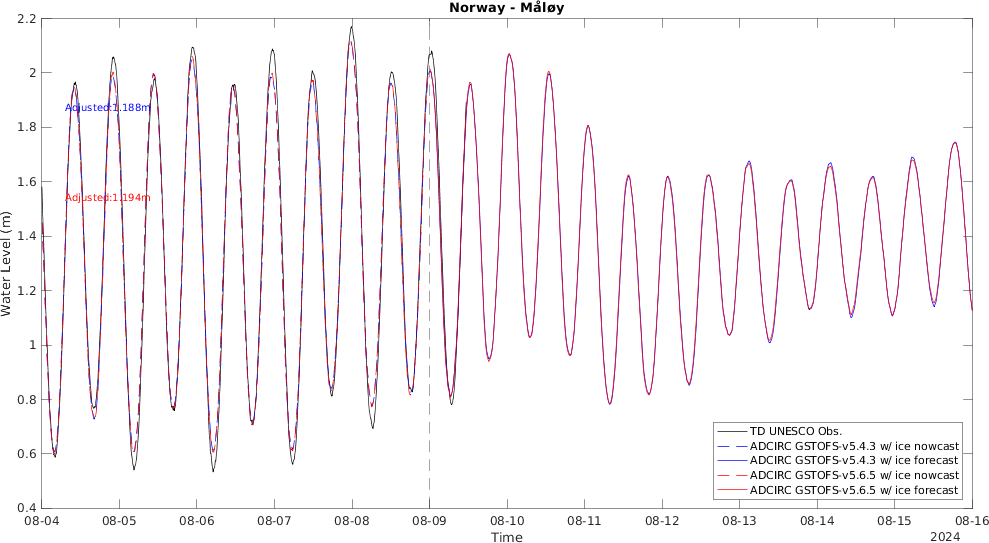 Norway - Måløy
2.2
2
1.8
1.6
1.4
1.2
1
0.8
0.6
0.4
Water Level (m)
Adjusted:1.188m
Adjusted:1.194m
TD UNESCO Obs.
ADCIRC GSTOFS-v5.4.3 w/ ice nowcast
ADCIRC GSTOFS-v5.4.3 w/ ice forecast
ADCIRC GSTOFS-v5.6.5 w/ ice nowcast
ADCIRC GSTOFS-v5.6.5 w/ ice forecast
08-04 08-05 08-06 08-07 08-08 08-09 08-10 08-11 08-12 08-13 08-14 08-15 08-16
Time
2024